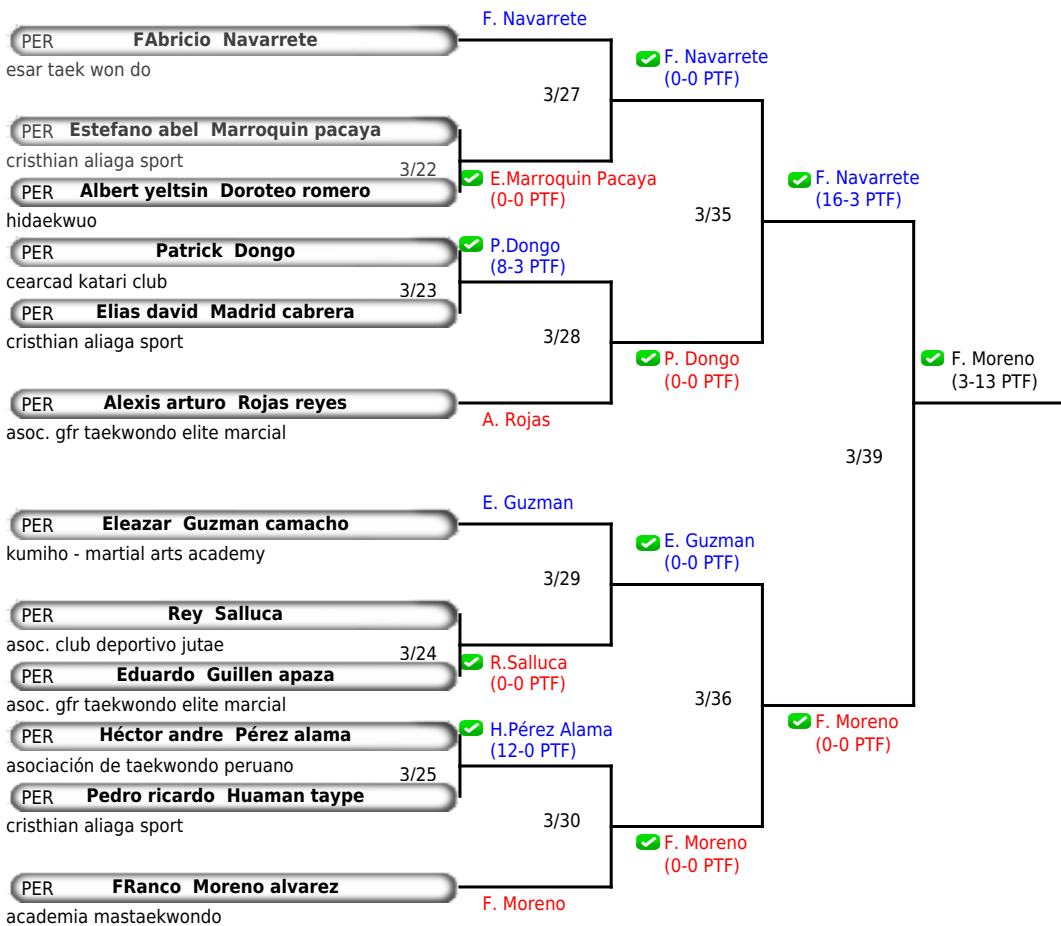 F. Navarrete
PER FAbricio Navarrete
esar taek won do
F. Navarrete
(0-0 PTF)
3/27
PER Estefano abel Marroquin pacaya
cristhian aliaga sport
3/22
E.Marroquin Pacaya
(0-0 PTF)
PER Albert yeltsin Doroteo romero
hidaekwuo
F. Navarrete
(16-3 PTF)
3/35
PER Patrick Dongo
cearcad katari club
P.Dongo
(8-3 PTF)
3/23
PER Elias david Madrid cabrera
cristhian aliaga sport
3/28
P. Dongo
(0-0 PTF)
F. Moreno
(3-13 PTF)
PER Alexis arturo Rojas reyes
asoc. gfr taekwondo elite marcial
A. Rojas
3/39
E. Guzman
PER Eleazar Guzman camacho
kumiho - martial arts academy
E. Guzman
(0-0 PTF)
3/29
PER Rey Salluca
asoc. club deportivo jutae
3/24
R.Salluca
(0-0 PTF)
PER Eduardo Guillen apaza
asoc. gfr taekwondo elite marcial
3/36
F. Moreno
(0-0 PTF)
PER Héctor andre Pérez alama
asociación de taekwondo peruano
H.Pérez Alama
(12-0 PTF)
3/25
PER Pedro ricardo Huaman taype
cristhian aliaga sport
3/30
F. Moreno
(0-0 PTF)
PER FRanco Moreno alvarez
academia mastaekwondo
F. Moreno